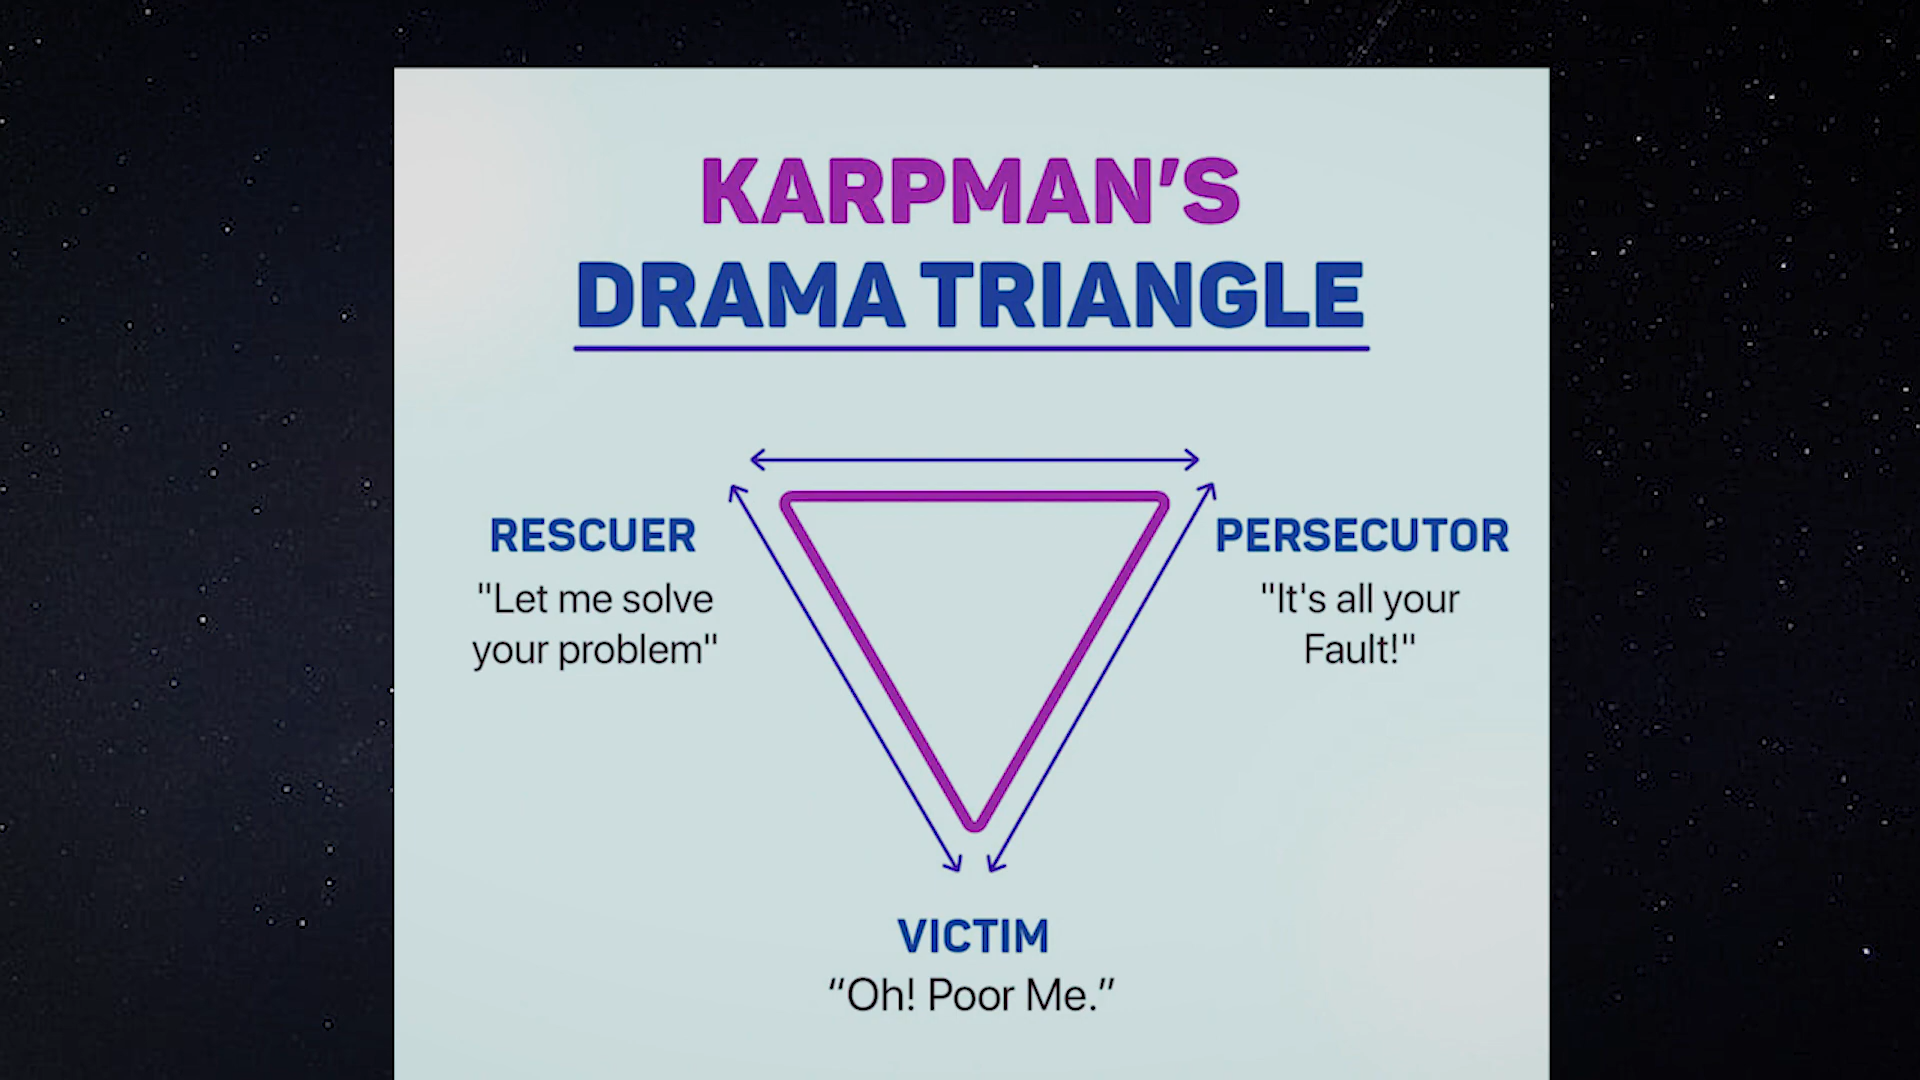 KARPMAN’S
DRAMA TRIANGLE
RESCUER
"Let me solve
your problem"
PERSECUTOR
"It's all your
Fault!"
VICTIM
“Oh! Poor Me.”